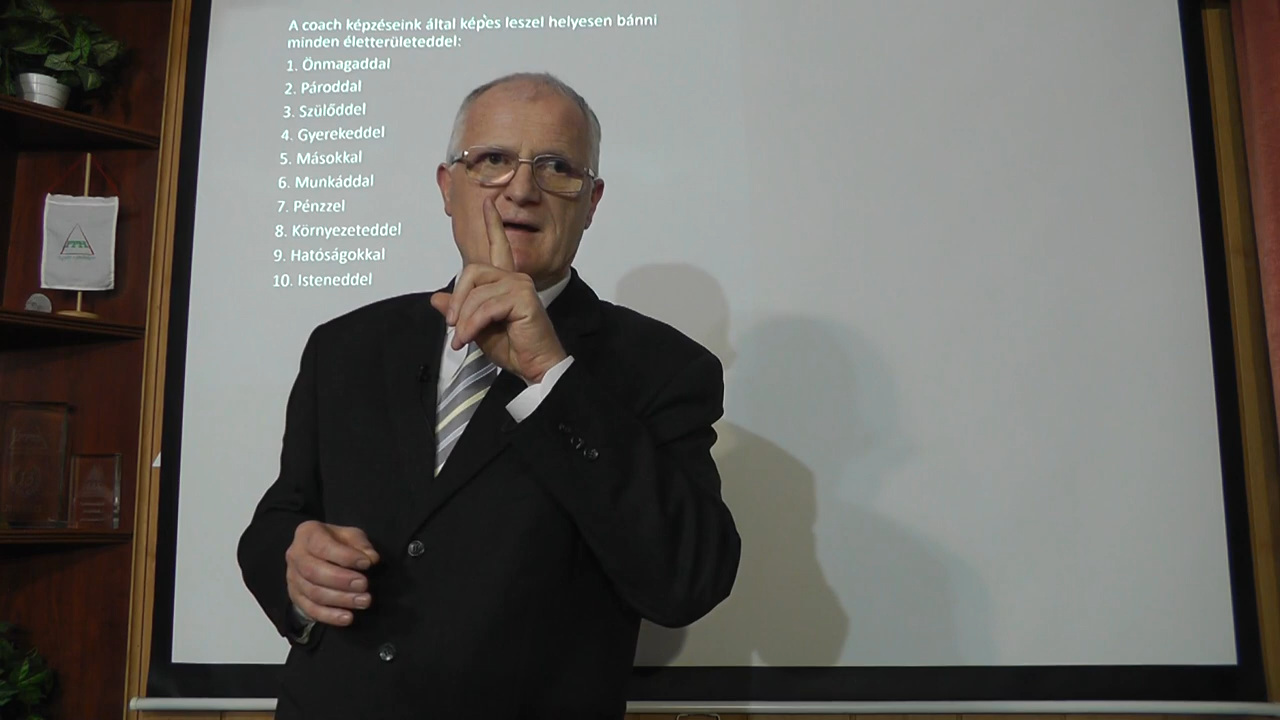 A coach képzéseink által képes leszel helyesen bánni
minden életterületeddel:
1. Önmagaddal
2. Pároddal
3. Szülőddel
4. Gyerekeddel
5. Másokkal
6. Munkáddal
7. Pénzzel
8. Környezeteddel
9. Hatóságokkal
10. Isteneddel